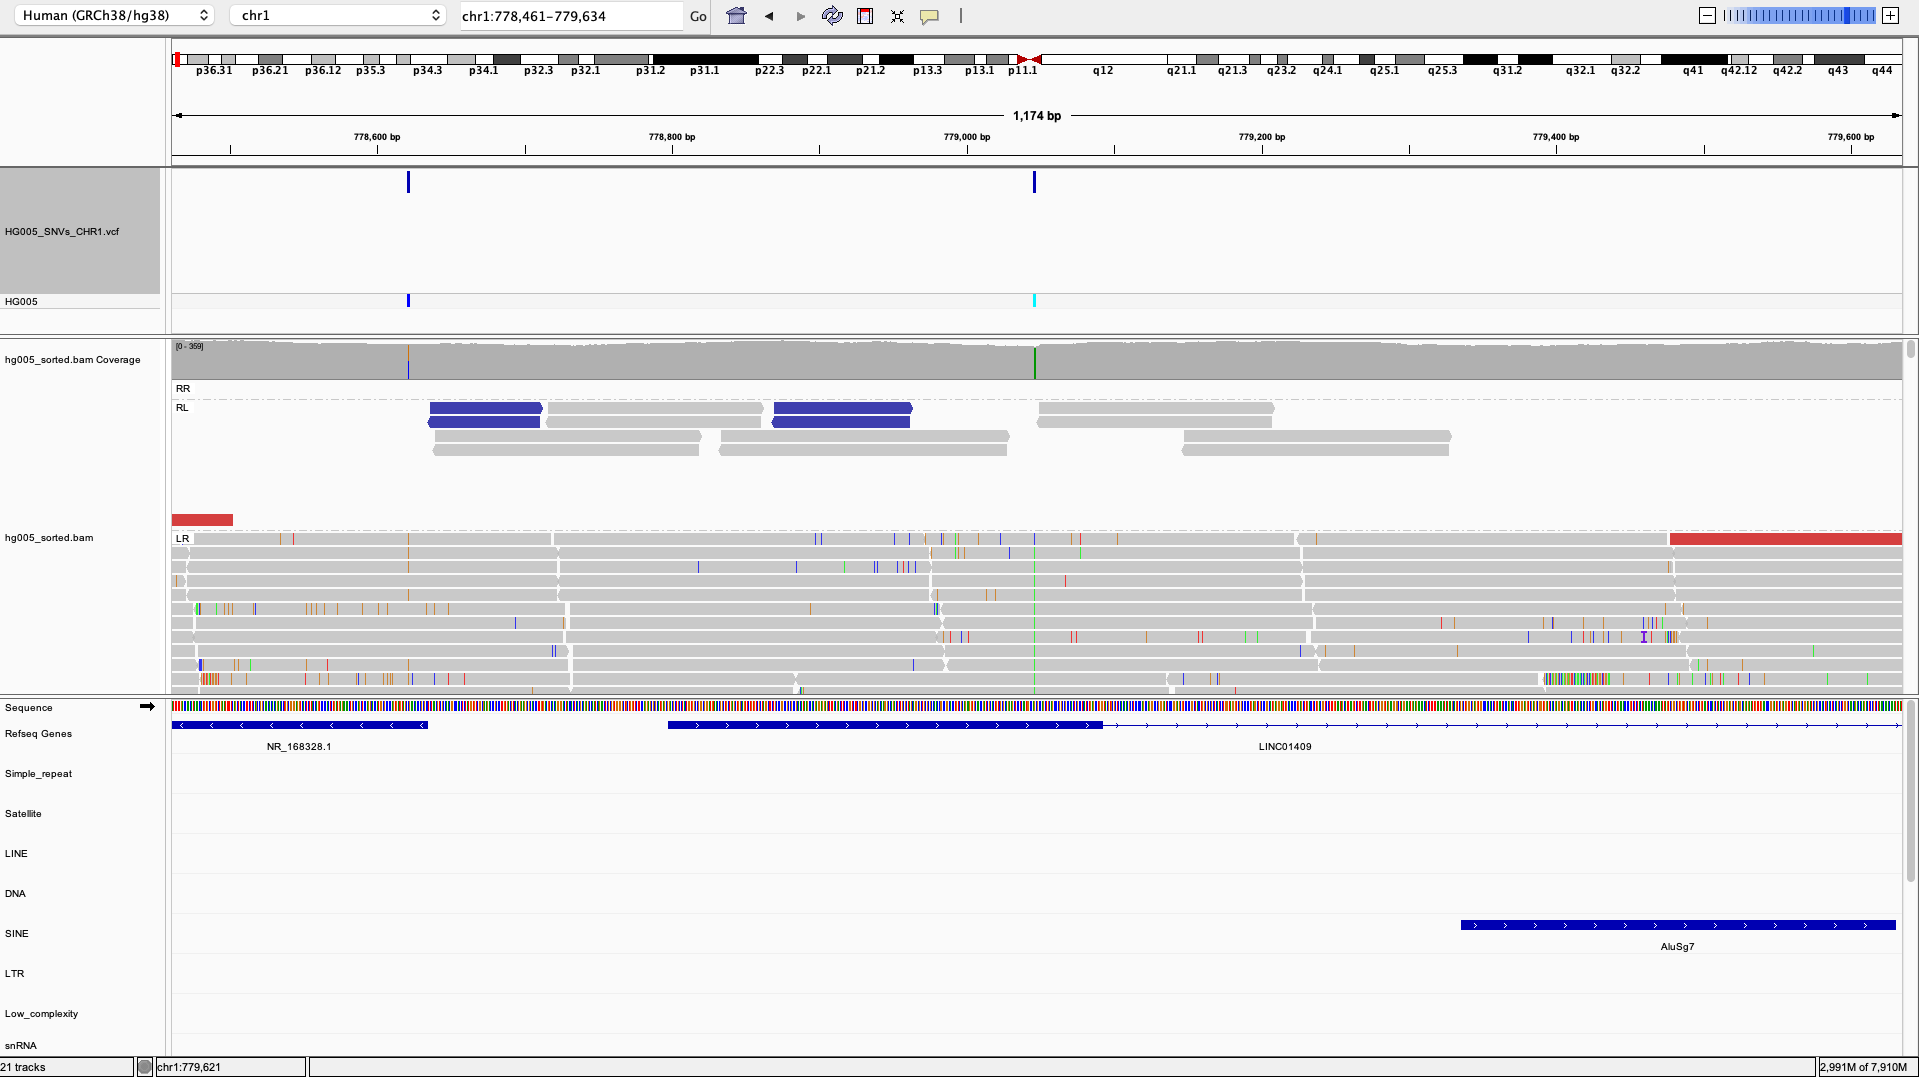 Human (GRCh38/hg38) chr1 chr1:778,461-779,634 Go
p36.31 p36.21 p36.12 p35.3 p34.3 p34.1 p32.3 p32.1 p31.2 p31.1 p22.3 p22.1 p21.2 p13.3 p13.1 p11.1 q12 q21.1 q21.3 q23.2 q24.1 q25.1 q25.3 q31.2 q32.1 q32.2 q41 q42.12 q42.2 q43 q44
1,174 bp
778,600 bp 778,800 bp 779,000 bp 779,200 bp 779,400 bp 779,600 bp
HG005_SNVs_CHR1.vcf
HG005
[0 - 369]
hg005_sorted.bam Coverage
RR
RL
hg005_sorted.bam LR
Sequence
Refseq Genes
NR_168328.1 LINC01409
Simple_repeat
Satellite
LINE
DNA
SINE
AluSg7
LTR
Low_complexity
snRNA
21 tracks chr1:779,621 2,991M of 7,910M